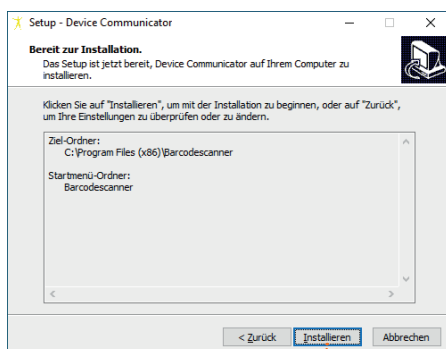 Setup - Device Communicator
Bereit zur Installation.
Das Setup ist jetzt bereit, Device Communicator auf Ihrem Computer zu
installieren.
Klicken Sie auf "Installieren", um mit der Installation zu beginnen, oder auf "Zurück",
um Ihre Einstellungen zu überprüfen oder zu ändern.
Ziel-Ordner:
C:\Program Files (x86)\Barcodescanner
Startmenü-Ordner:
Barcodescanner
< Zurück Installieren Abbrechen